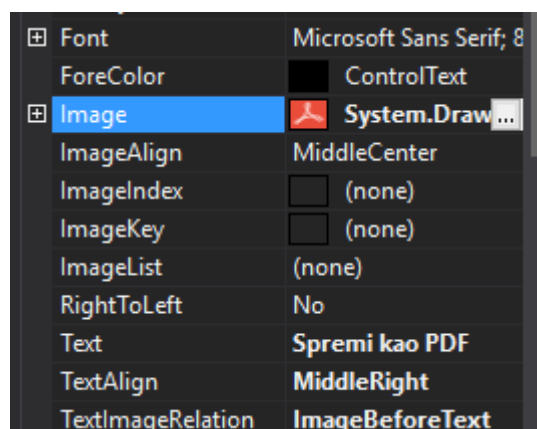 Font Microsoft Sans Serif; 8
ForeColor ControlText
Image System.Draw ...
ImageAlign MiddleCenter
ImageIndex (none)
ImageKey (none)
ImageList (none)
RightToLeft No
Text Spremi kao PDF
TextAlign MiddleRight
TextImageRelation ImageBeforeText